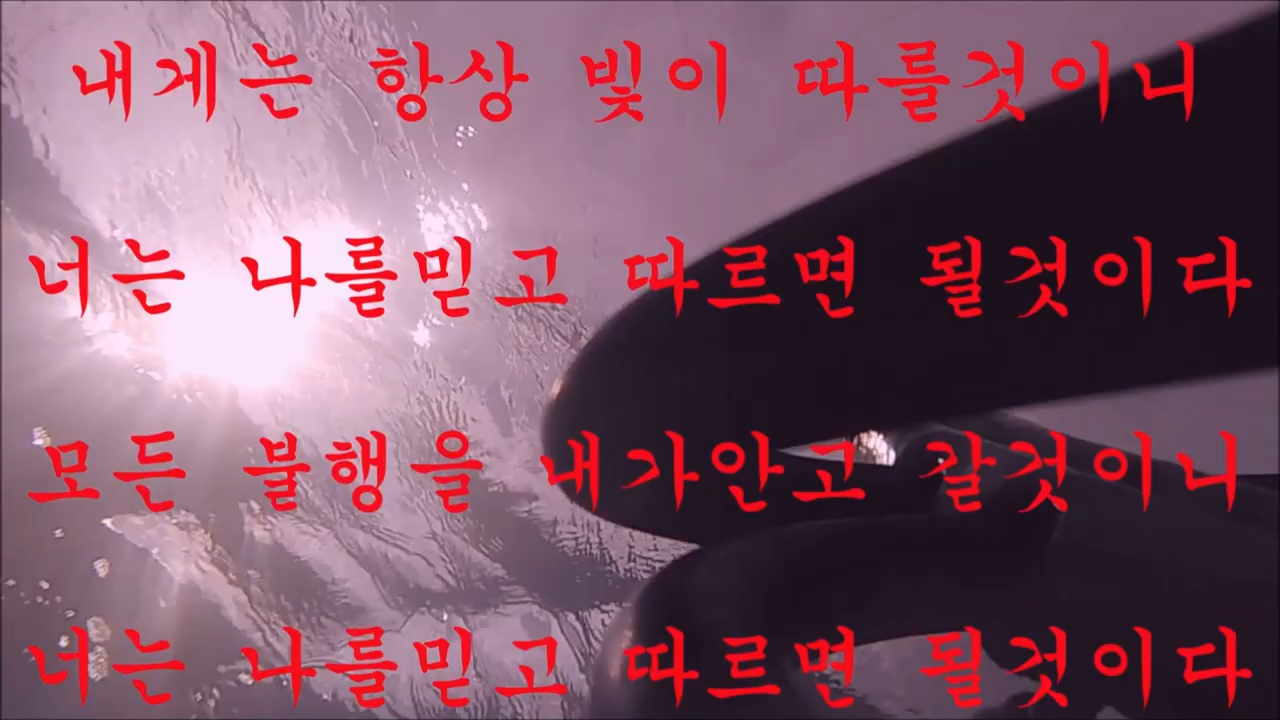 내게는 항상 빛이 따를것이니
너는 나를믿고 따르면 될것이다
모든 불행을 내가안고 갈것이니
너는 나를믿고 따르면 될것이다